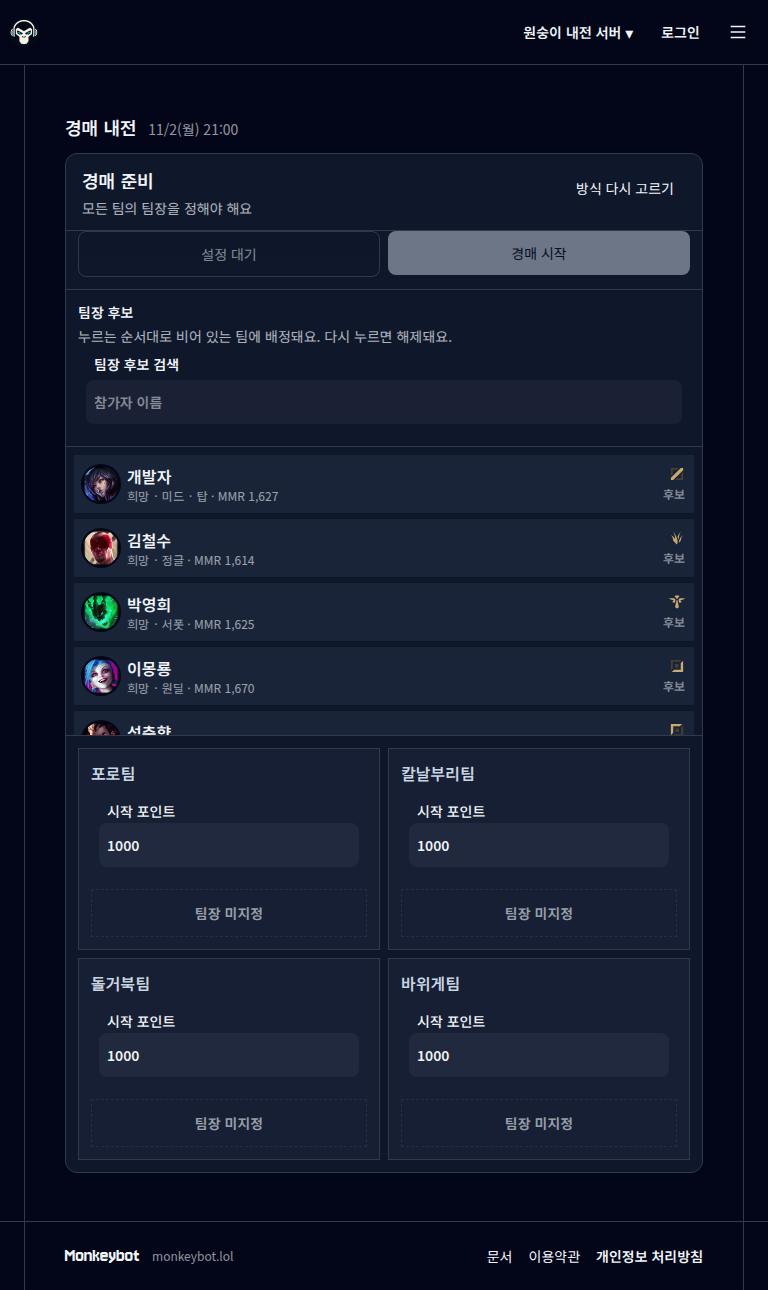 원숭이 내전 서버 ▾
로그인
경매 내전 11/2(월) 21:00
경매 준비
모든 팀의 팀장을 정해야 해요
방식 다시 고르기
설정 대기
경매 시작
팀장 후보
누르는 순서대로 비어 있는 팀에 배정돼요. 다시 누르면 해제돼요.
팀장 후보 검색
참가자 이름
개발자
희망 · 미드 · 탑 · MMR 1,627
후보
김철수
희망 · 정글 · MMR 1,614
후보
박영희
희망 · 서폿 · MMR 1,625
후보
이몽룡
희망 · 원딜 · MMR 1,670
후보
성춘향
포로팀
시작 포인트
1000
팀장 미지정
칼날부리팀
시작 포인트
1000
팀장 미지정
돌거북팀
시작 포인트
1000
팀장 미지정
바위게팀
시작 포인트
1000
팀장 미지정
Monkeybot monkeybot.lol
문서 이용약관 개인정보 처리방침